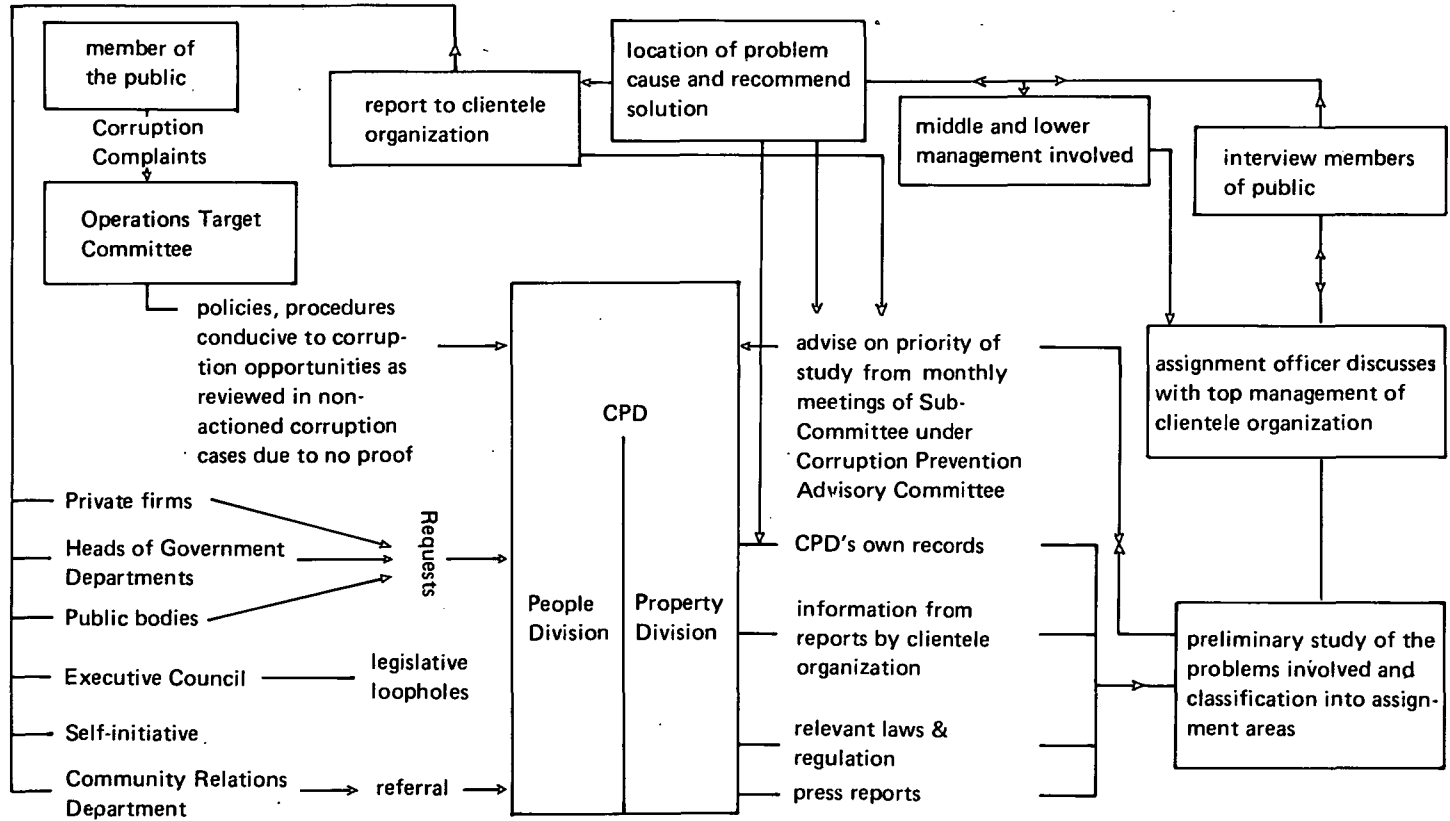 member of
the public
Corruption
Complaints
Operations Target
Committee
report to clientele
organization
location of problem
cause and recommend
solution
middle and lower
management involved
interview members
of public
policies, procedures
conducive to corrup-
tion opportunities as
reviewed in non-
actioned corruption
cases due to no proof
Private firms
Heads of Government
Departments
Public bodies
Requests
Executive Council
legislative
loopholes
Self-initiative
Community Relations
Department
referral
CPD
People
Division
Property
Division
advise on priority of
study from monthly
meetings of Sub-
Committee under
Corruption Prevention
Advisory Committee
CPD's own records
information from
reports by clientele
organization
relevant laws &
regulation
press reports
assignment officer discusses
with top management of
clientele organization
preliminary study of the
problems involved and
classification into assign-
ment areas